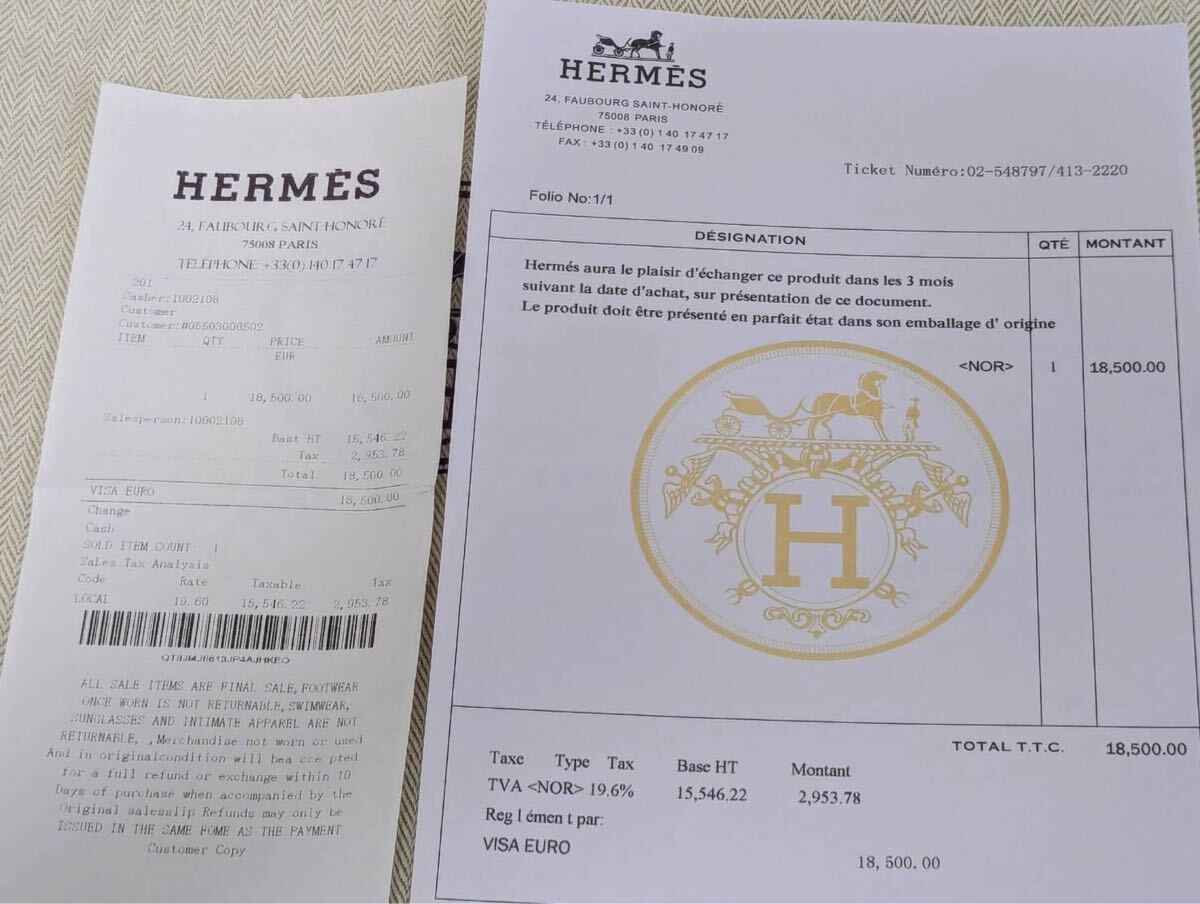 HERMÈS
24, FAUBOURG SAINT HONORÉ
75008 PARIS
TELEPHONE: +33(0) 140 17 47 17
201
Casher:1002108
Customer
Customer:#05503008502
ITEM QTY PRICE AMOUNT
EUR
1 18,500.00 18,500.00
Salesperson:10002108
Bast HT 15,546.22
Tax 2,953.78
Total 18,500.00
VISA EURO 18,500.00
Change
Cash
SOLD ITEM COUNT 1
Sales Tax Analysis
Code Rate Taxable Tax
LOCAL 19.60 15,546.22 2,953.78
ALL SALE ITEMS ARE FINAL SALE, FOOTWEAR
ONCE WORN IS NOT RETURNABLE, SWIMWEAR,
SUNGLASSES AND INTIMATE APPAREL ARE NOT
RETURNABLE, ,Merchandise not worn or used
And in originalcondition will bea cce pted
for a full refund or exchange within 10
Days of purchase when accompanied by the
Original salesslip Refunds may only be
ISSUED IN THE SAME FOME AS THE PAYMENT
Customer Copy
HERMÈS
24, FAUBOURG SAINT-HONORÉ
75008 PARIS
TÉLÉPHONE : +33 (0) 1 40 17 47 17
FAX : +33 (0) 1 40 17 49 09
Ticket Numéro:02-548797/413-2220
Folio No:1/1
DÉSIGNATION QTÉ MONTANT
Hermés aura le plaisir d'échanger ce produit dans les 3 mois
suivant la date d'achat, sur présentation de ce document.
Le produit doit être présenté en parfait état dans son emballage d' origine
<NOR> 1 18,500.00
H
TOTAL T.T.C. 18,500.00
Taxe Type Tax Base HT Montant
TVA <NOR> 19.6% 15,546.22 2,953.78
Reg l émen t par:
VISA EURO
18, 500. 00